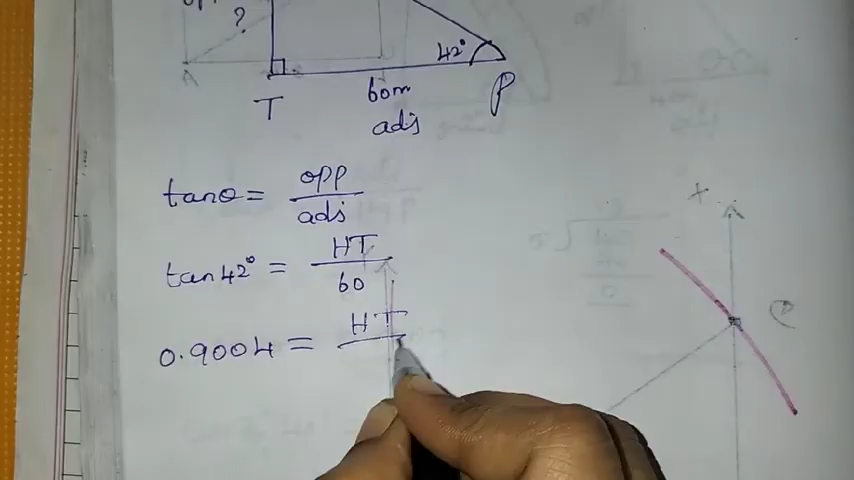 ?
42°
T
60m
P
adj
tanθ = opp/adj
tan42° = HT/60
0.9004 = HT